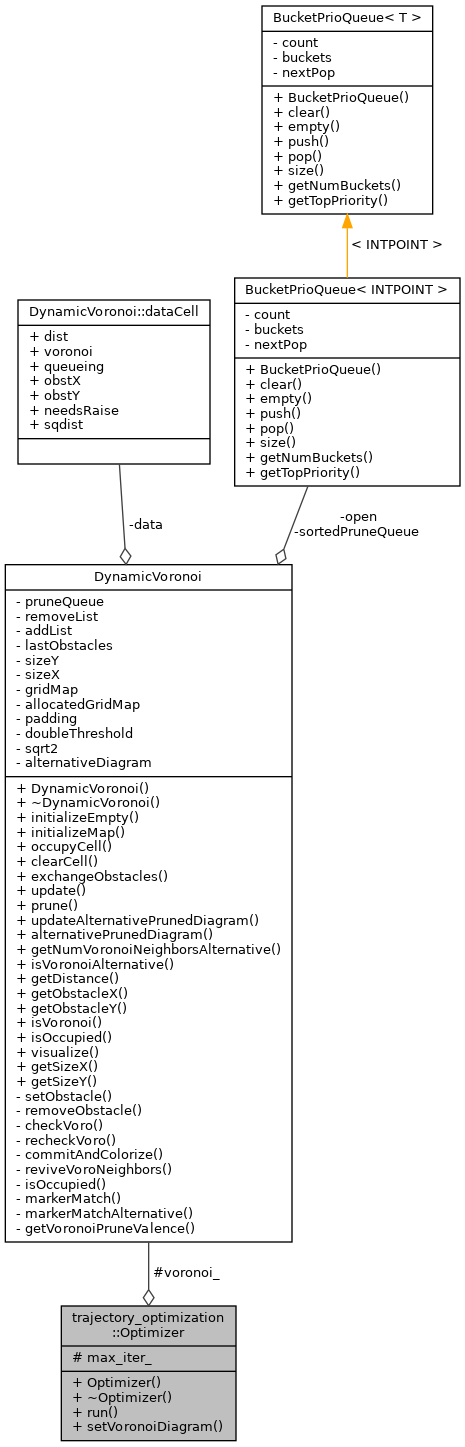 BucketPrioQueue< T >
- count
- buckets
- nextPop
+ BucketPrioQueue()
+ clear()
+ empty()
+ push()
+ pop()
+ size()
+ getNumBuckets()
+ getTopPriority()
< INTPOINT >
BucketPrioQueue< INTPOINT >
- count
- buckets
- nextPop
+ BucketPrioQueue()
+ clear()
+ empty()
+ push()
+ pop()
+ size()
+ getNumBuckets()
+ getTopPriority()
DynamicVoronoi::dataCell
+ dist
+ voronoi
+ queueing
+ obstX
+ obstY
+ needsRaise
+ sqdist
-data
-open
-sortedPruneQueue
DynamicVoronoi
- pruneQueue
- removeList
- addList
- lastObstacles
- sizeY
- sizeX
- gridMap
- allocatedGridMap
- padding
- doubleThreshold
- sqrt2
- alternativeDiagram
+ DynamicVoronoi()
+ ~DynamicVoronoi()
+ initializeEmpty()
+ initializeMap()
+ occupyCell()
+ clearCell()
+ exchangeObstacles()
+ update()
+ prune()
+ updateAlternativePrunedDiagram()
+ alternativePrunedDiagram()
+ getNumVoronoiNeighborsAlternative()
+ isVoronoiAlternative()
+ getDistance()
+ getObstacleX()
+ getObstacleY()
+ isVoronoi()
+ isOccupied()
+ visualize()
+ getSizeX()
+ getSizeY()
- setObstacle()
- removeObstacle()
- checkVoro()
- recheckVoro()
- commitAndColorize()
- reviveVoroNeighbors()
- isOccupied()
- markerMatch()
- markerMatchAlternative()
- getVoronoiPruneValence()
#voronoi_
trajectory_optimization
::Optimizer
# max_iter_
+ Optimizer()
+ ~Optimizer()
+ run()
+ setVoronoiDiagram()